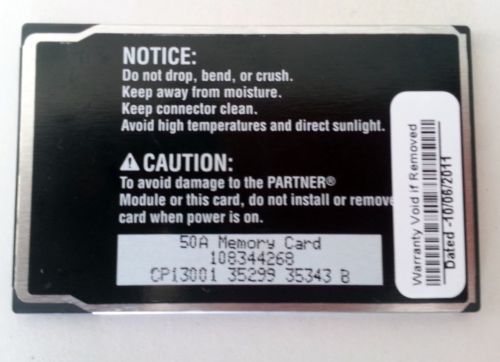 NOTICE:
Do not drop, bend, or crush.
Keep away from moisture.
Keep connector clean.
Avoid high temperatures and direct sunlight.
⚠ CAUTION:
To avoid damage to the PARTNER®
Module or this card, do not install or remove
card when power is on.
50A Memory Card
108344268
CP13001 35299 35343 B
Warranty Void if Removed
Dated -10/06/2011